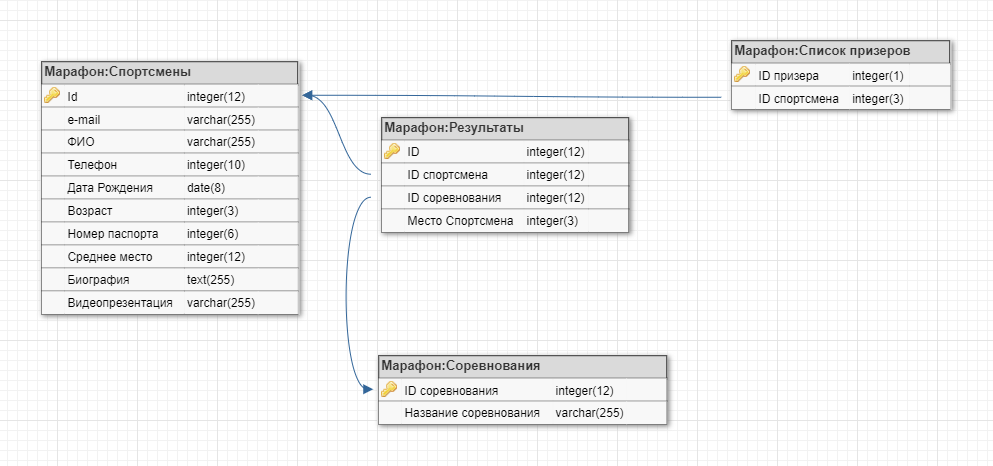 Марафон:Спортсмены
Id integer(12)
e-mail varchar(255)
ФИО varchar(255)
Телефон integer(10)
Дата Рождения date(8)
Возраст integer(3)
Номер паспорта integer(6)
Среднее место integer(12)
Биография text(255)
Видеопрезентация varchar(255)
Марафон:Результаты
ID integer(12)
ID спортсмена integer(12)
ID соревнования integer(12)
Место Спортсмена integer(3)
Марафон:Список призеров
ID призера integer(1)
ID спортсмена integer(3)
Марафон:Соревнования
ID соревнования integer(12)
Название соревнования varchar(255)